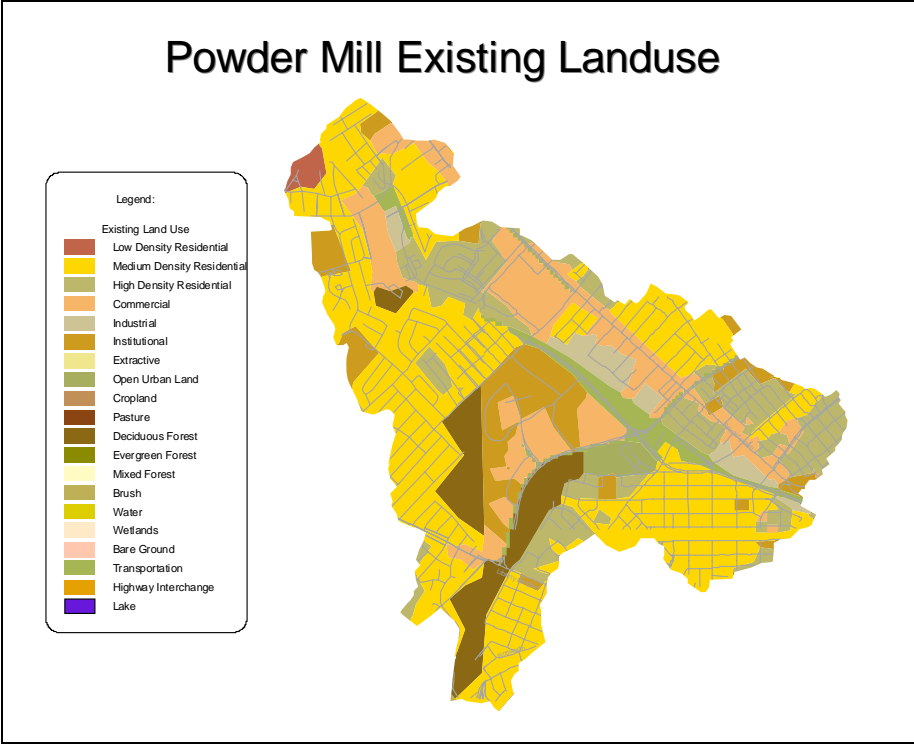 Powder Mill Existing Landuse
Legend:
Existing Land Use
Low Density Residential
Medium Density Residential
High Density Residential
Commercial
Industrial
Institutional
Extractive
Open Urban Land
Cropland
Pasture
Deciduous Forest
Evergreen Forest
Mixed Forest
Brush
Water
Wetlands
Bare Ground
Transportation
Highway Interchange
Lake